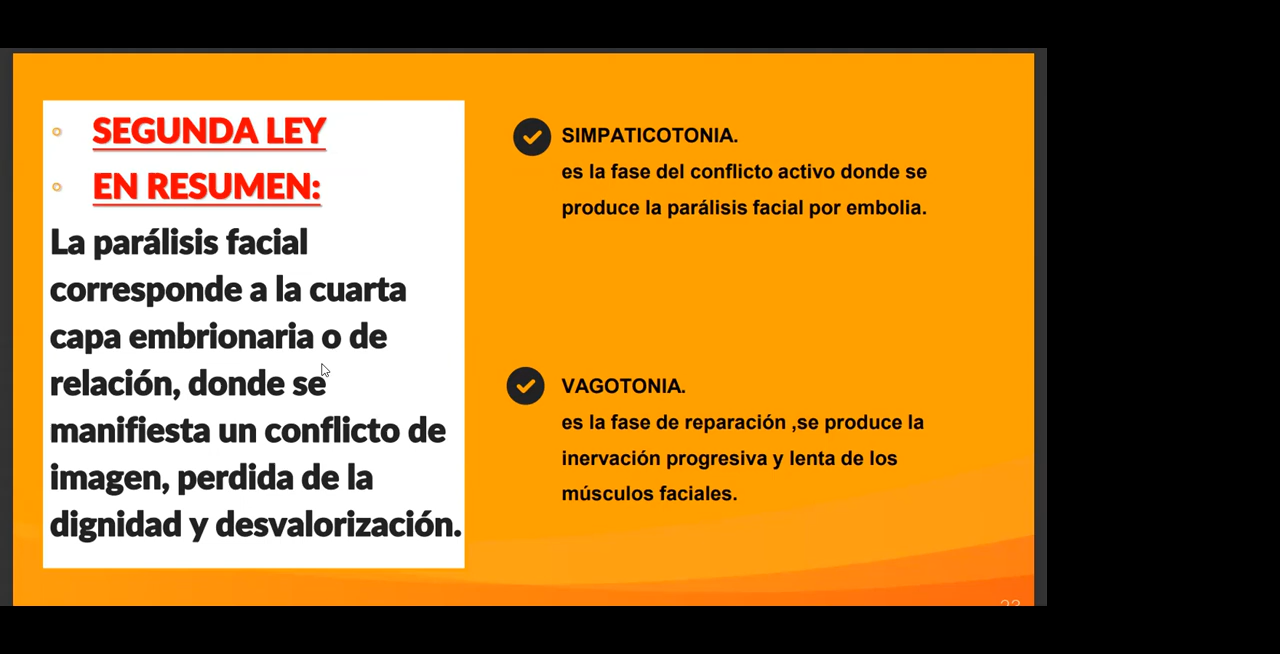 SEGUNDA LEY
EN RESUMEN:
La parálisis facial
corresponde a la cuarta
capa embrionaria o de
relación, donde se
manifiesta un conflicto de
imagen, perdida de la
dignidad y desvalorización.
SIMPATICOTONIA.
es la fase del conflicto activo donde se
produce la parálisis facial por embolia.
VAGOTONIA.
es la fase de reparación ,se produce la
inervación progresiva y lenta de los
músculos faciales.